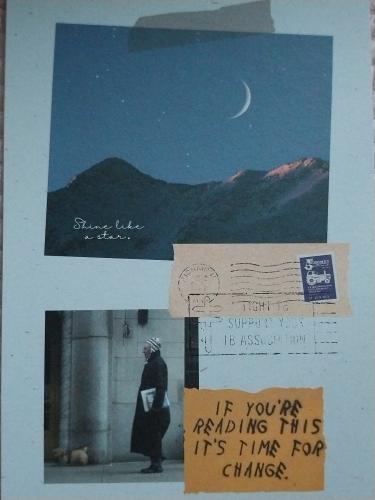 Shine like
a star.
FIGHT TB
SUPPORT YOUR
TB ASSOCIATION
IF YOU'RE
READING THIS
IT'S TIME FOR
CHANGE.